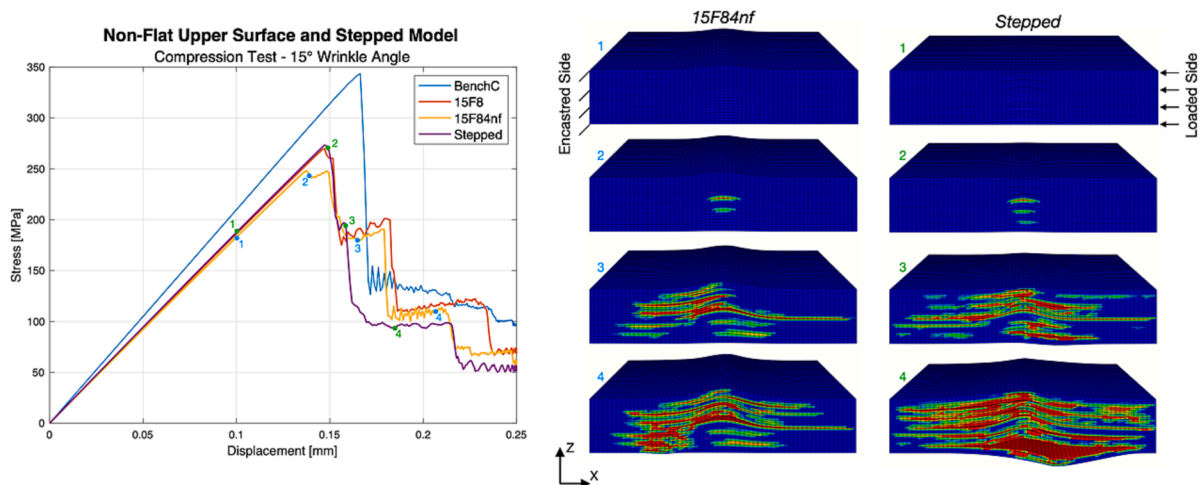 Non-Flat Upper Surface and Stepped Model
Compression Test - 15° Wrinkle Angle
350
300
250
200
150
100
50
0
Stress [MPa]
0
0.05
0.1
0.15
0.2
0.25
Displacement [mm]
BenchC
15F8
15F84nf
Stepped
1
1
2
2
3
3
4
4
15F84nf
Stepped
Encastred Side
Loaded Side
1
1
2
2
3
3
4
4
Z
X